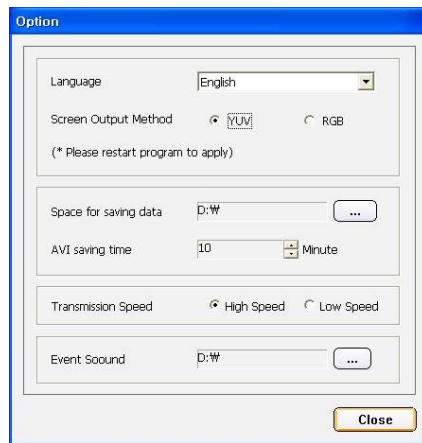 Option
Language English
Screen Output Method YUV RGB
(* Please restart program to apply)
Space for saving data D:₩ ...
AVI saving time 10 Minute
Transmission Speed High Speed Low Speed
Event Soound D:₩ ...
Close